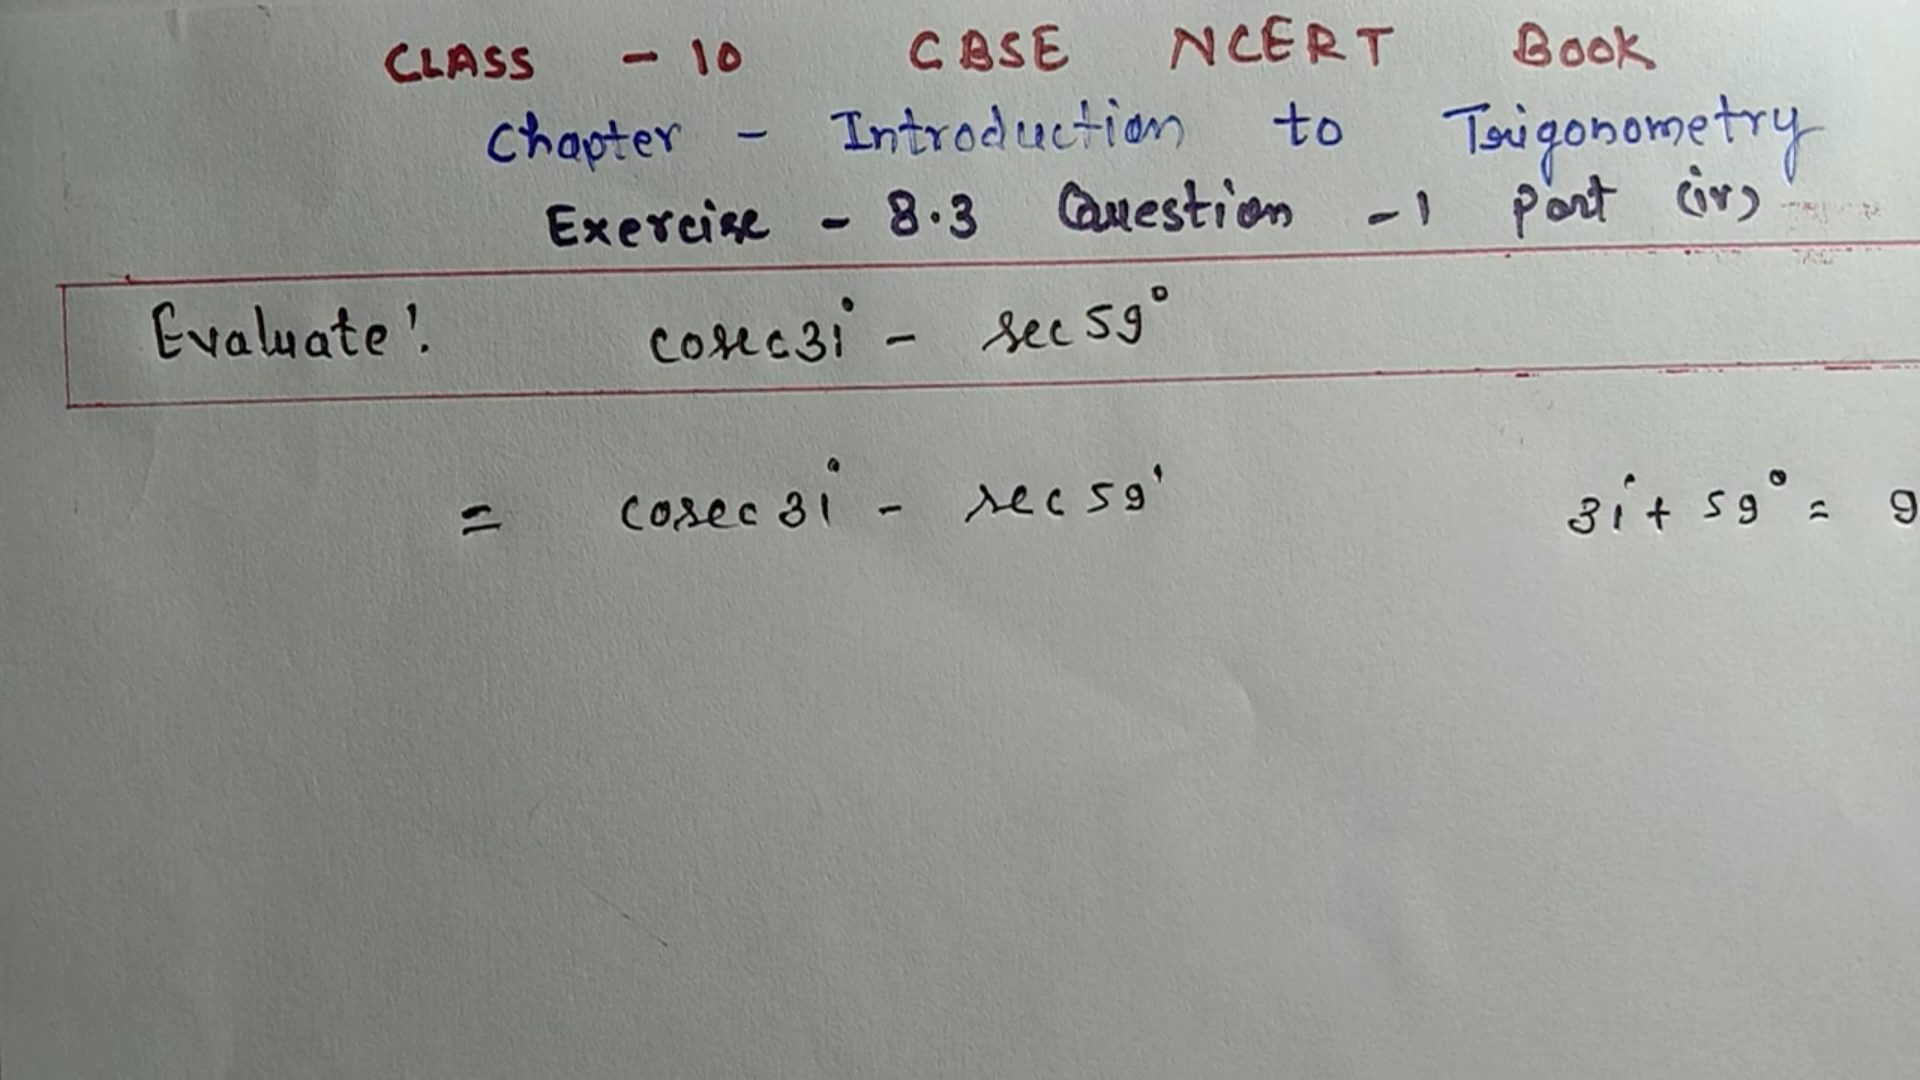 CLASS - 10 CBSE NCERT Book
Chapter - Introduction to Trigonometry
Exercise - 8.3 Question - 1 Part (iv)
Evaluate: cosec 31° - sec 59°
= cosec 31° - sec 59° 31° + 59° = 9